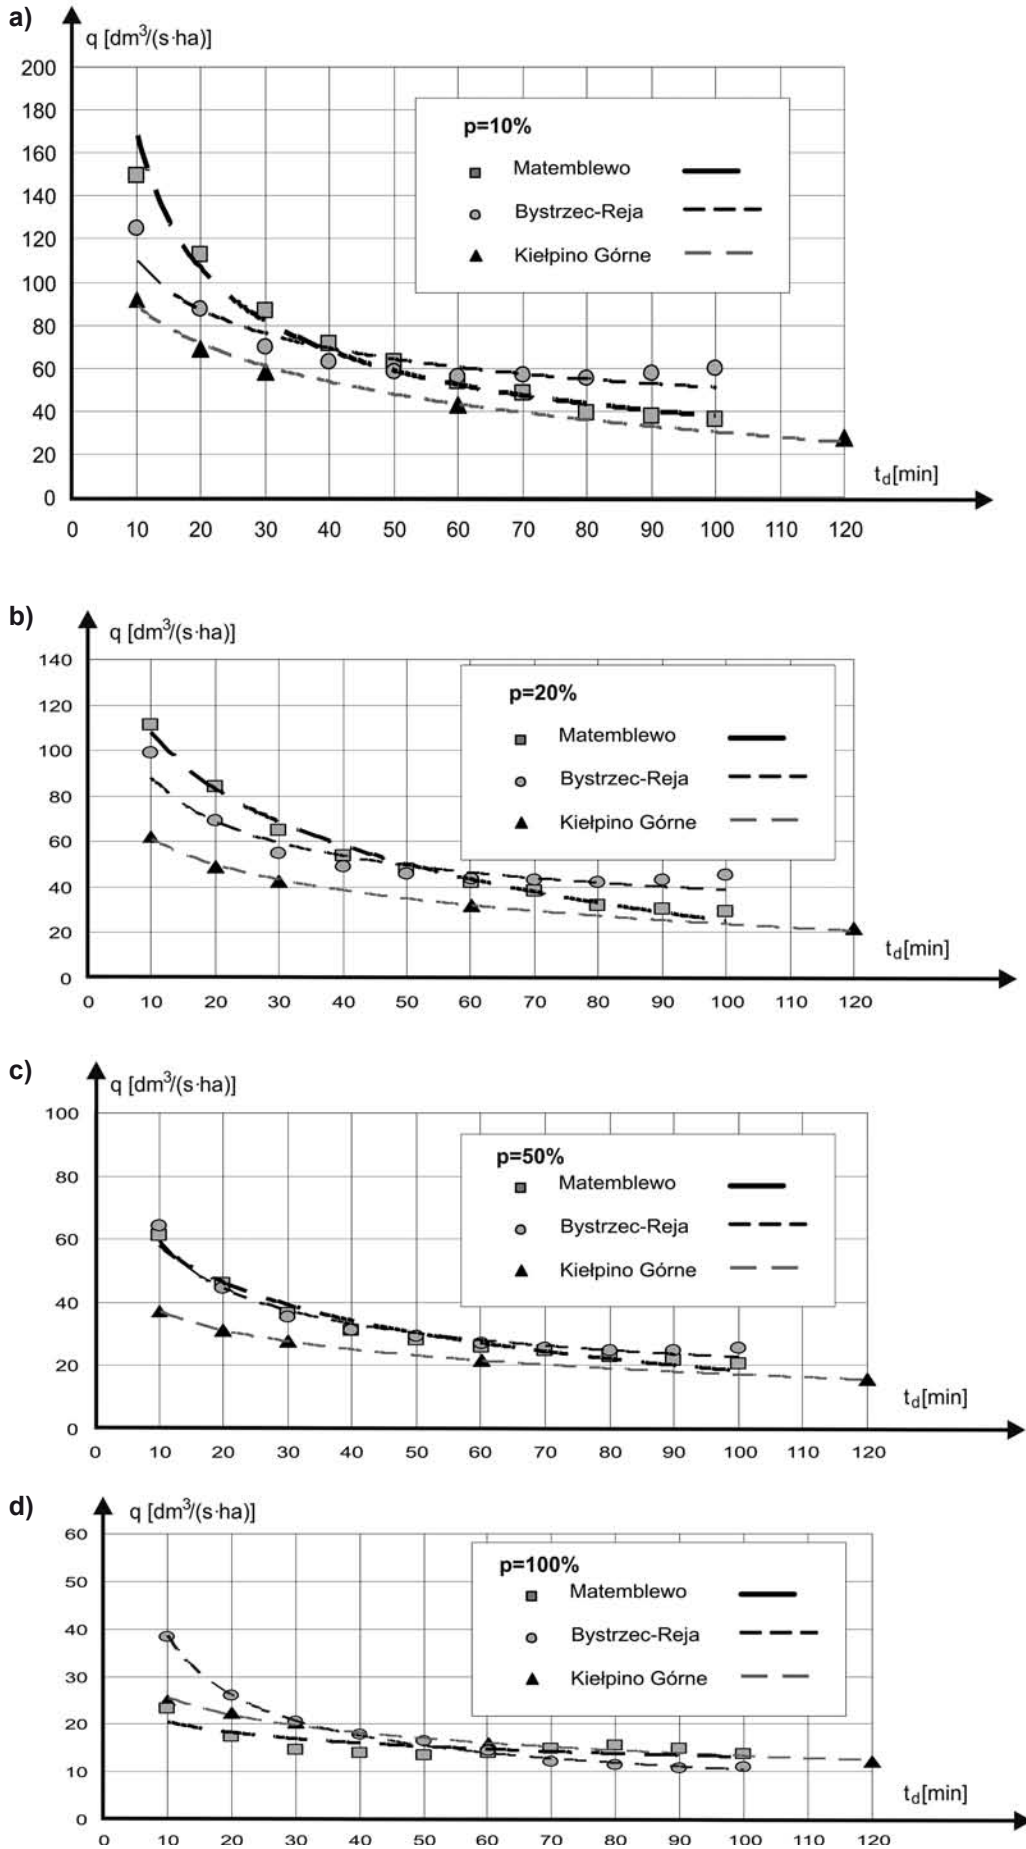 a)
q [dm³/(s·ha)]
200
180
160
140
120
100
80
60
40
20
0
p=10%
Matemblewo
Bystrzec-Reja
Kiełpino Górne
t_d[min]
0 10 20 30 40 50 60 70 80 90 100 110 120
b)
q [dm³/(s·ha)]
140
120
100
80
60
40
20
0
p=20%
Matemblewo
Bystrzec-Reja
Kiełpino Górne
t_d[min]
0 10 20 30 40 50 60 70 80 90 100 110 120
c)
q [dm³/(s·ha)]
100
80
60
40
20
0
p=50%
Matemblewo
Bystrzec-Reja
Kiełpino Górne
t_d[min]
0 10 20 30 40 50 60 70 80 90 100 110 120
d)
q [dm³/(s·ha)]
60
50
40
30
20
10
0
p=100%
Matemblewo
Bystrzec-Reja
Kiełpino Górne
t_d[min]
0 10 20 30 40 50 60 70 80 90 100 110 120